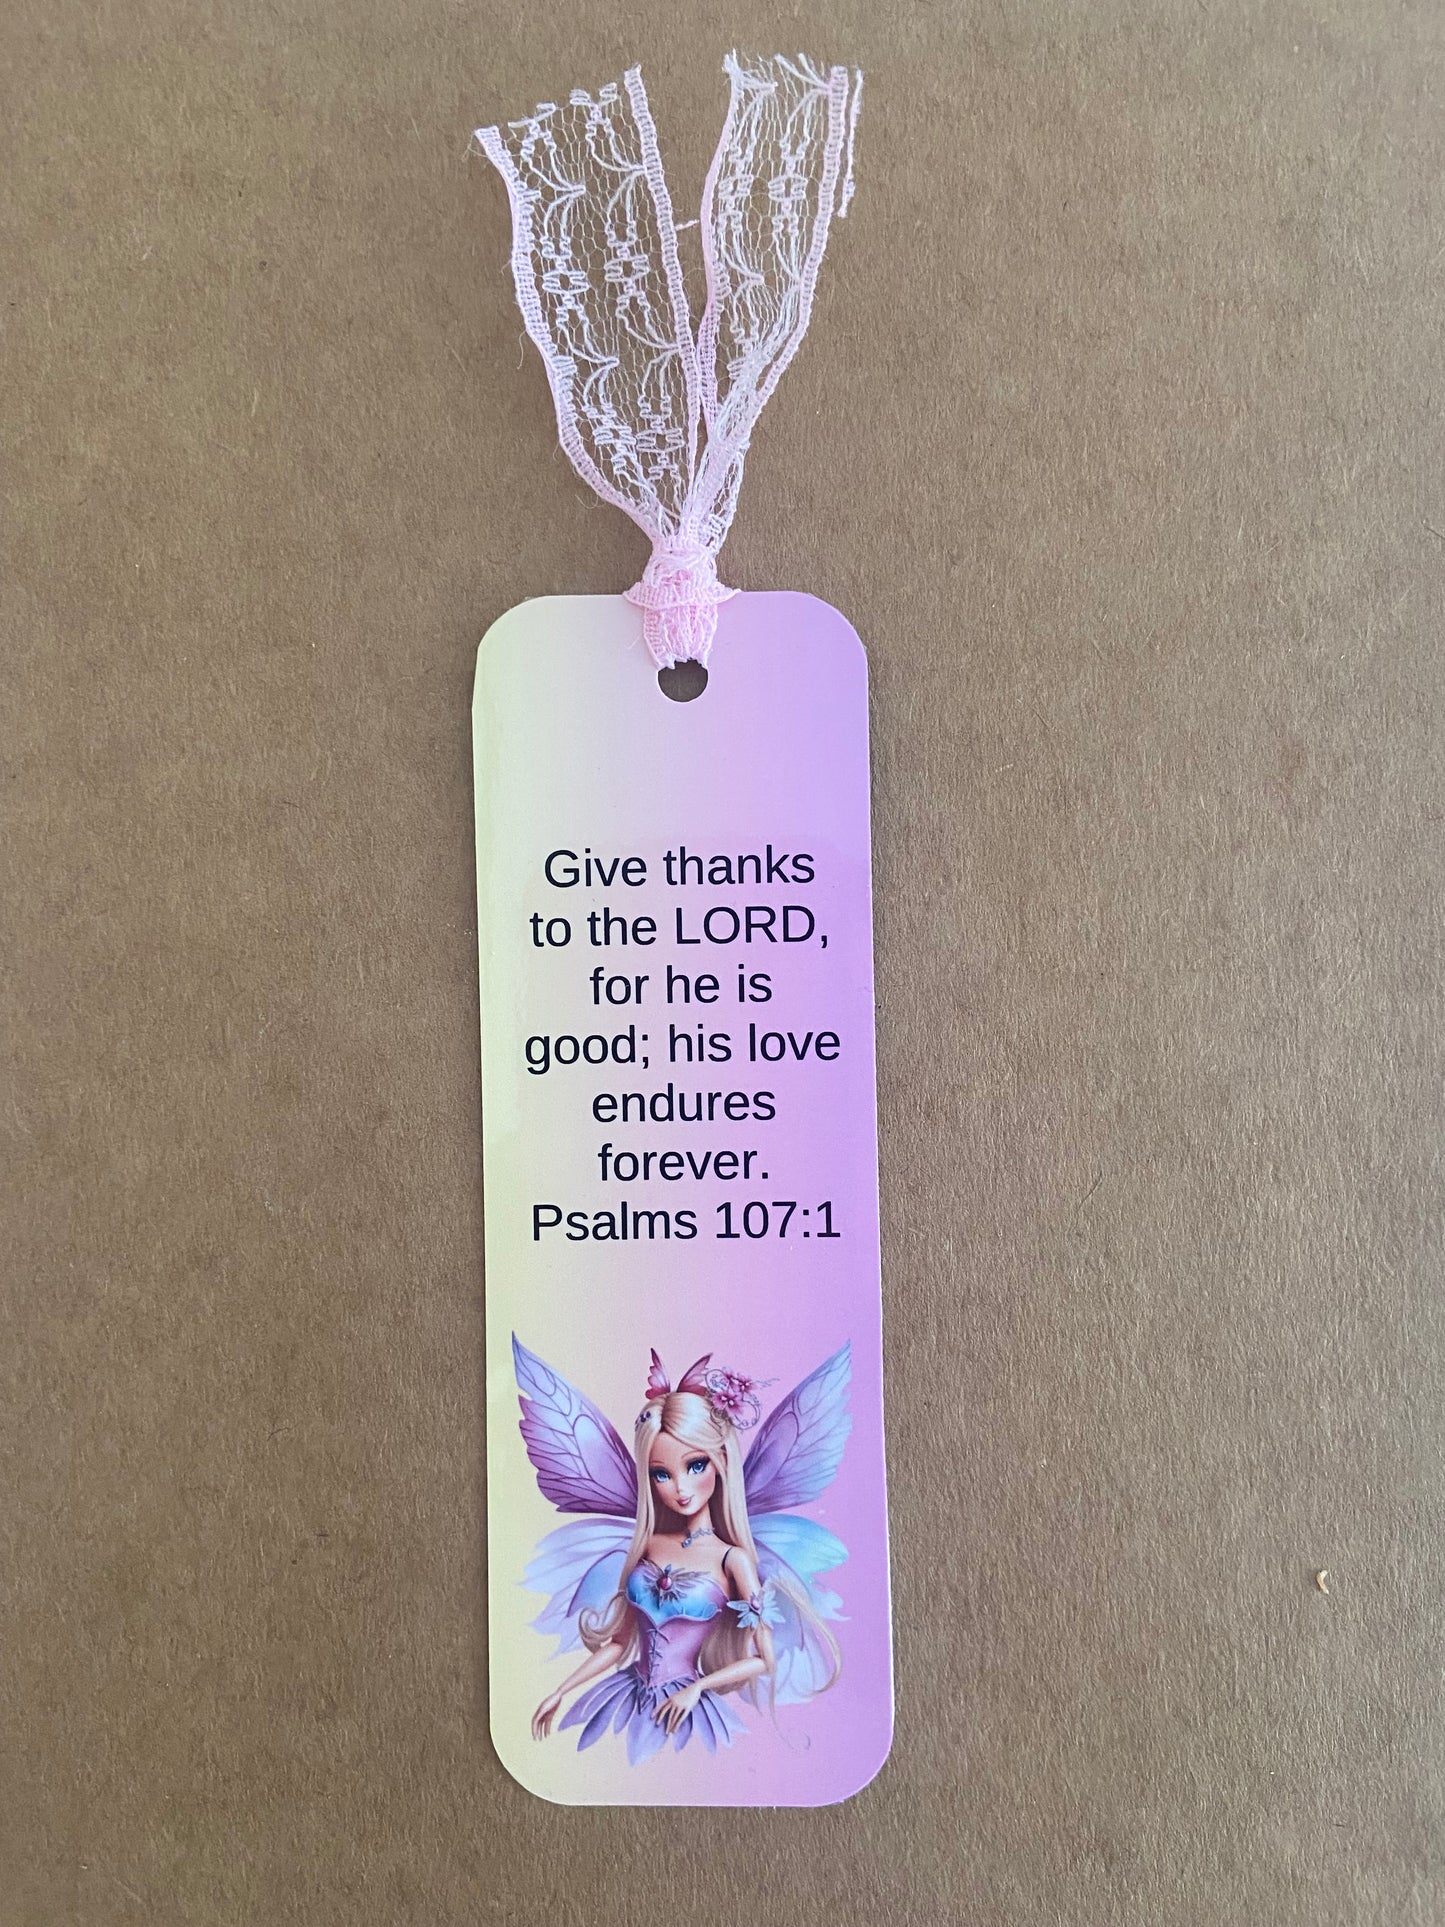 Give thanks
to the LORD,
for he is
good; his love
endures
forever.
Psalms 107:1